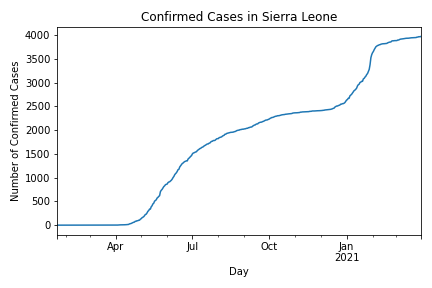 Confirmed Cases in Sierra Leone
4000
3500
3000
2500
2000
1500
1000
500
0
Number of Confirmed Cases
Apr
Jul
Oct
Jan
2021
Day